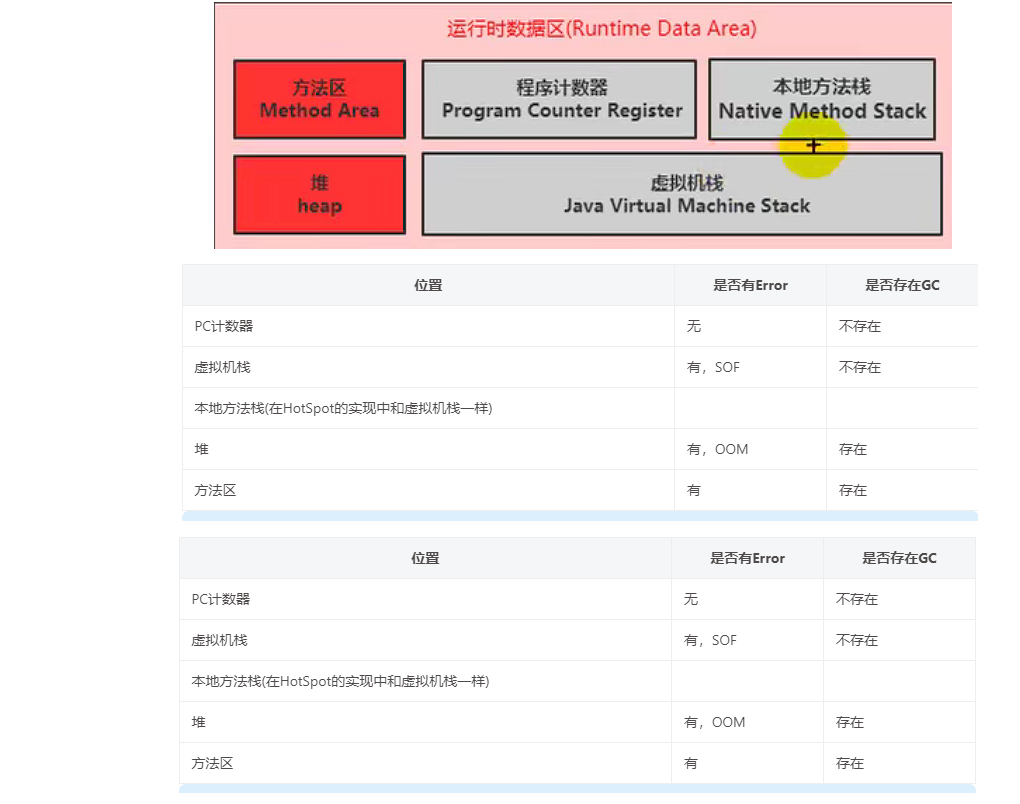 运行时数据区(Runtime Data Area)
方法区
Method Area
程序计数器
Program Counter Register
本地方法栈
Native Method Stack
堆
heap
虚拟机栈
Java Virtual Machine Stack
位置 是否有Error 是否存在GC
PC计数器 无 不存在
虚拟机栈 有，SOF 不存在
本地方法栈(在HotSpot的实现中和虚拟机栈一样)
堆 有，OOM 存在
方法区 有 存在
位置 是否有Error 是否存在GC
PC计数器 无 不存在
虚拟机栈 有，SOF 不存在
本地方法栈(在HotSpot的实现中和虚拟机栈一样)
堆 有，OOM 存在
方法区 有 存在